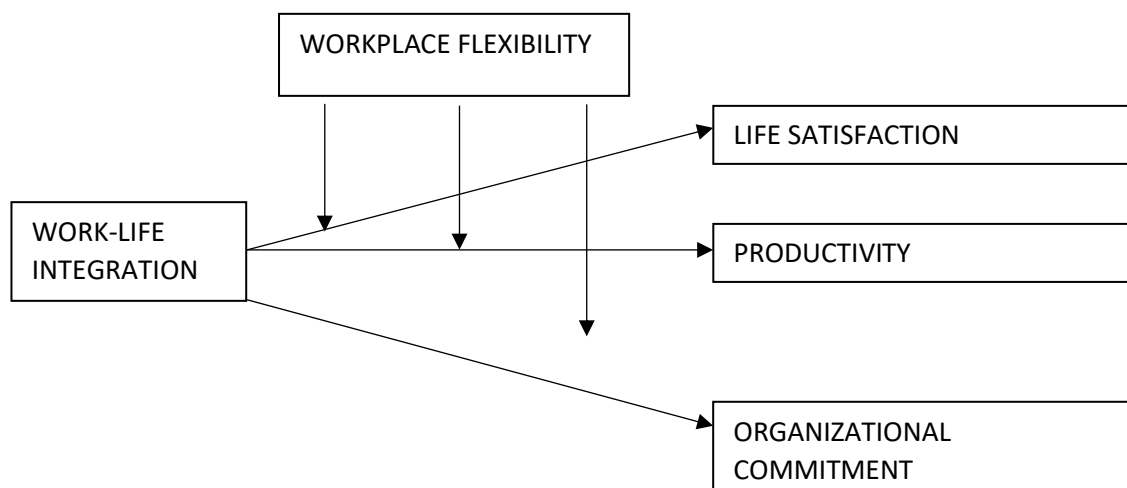 WORKPLACE FLEXIBILITY
LIFE SATISFACTION
WORK-LIFE
INTEGRATION
PRODUCTIVITY
ORGANIZATIONAL
COMMITMENT